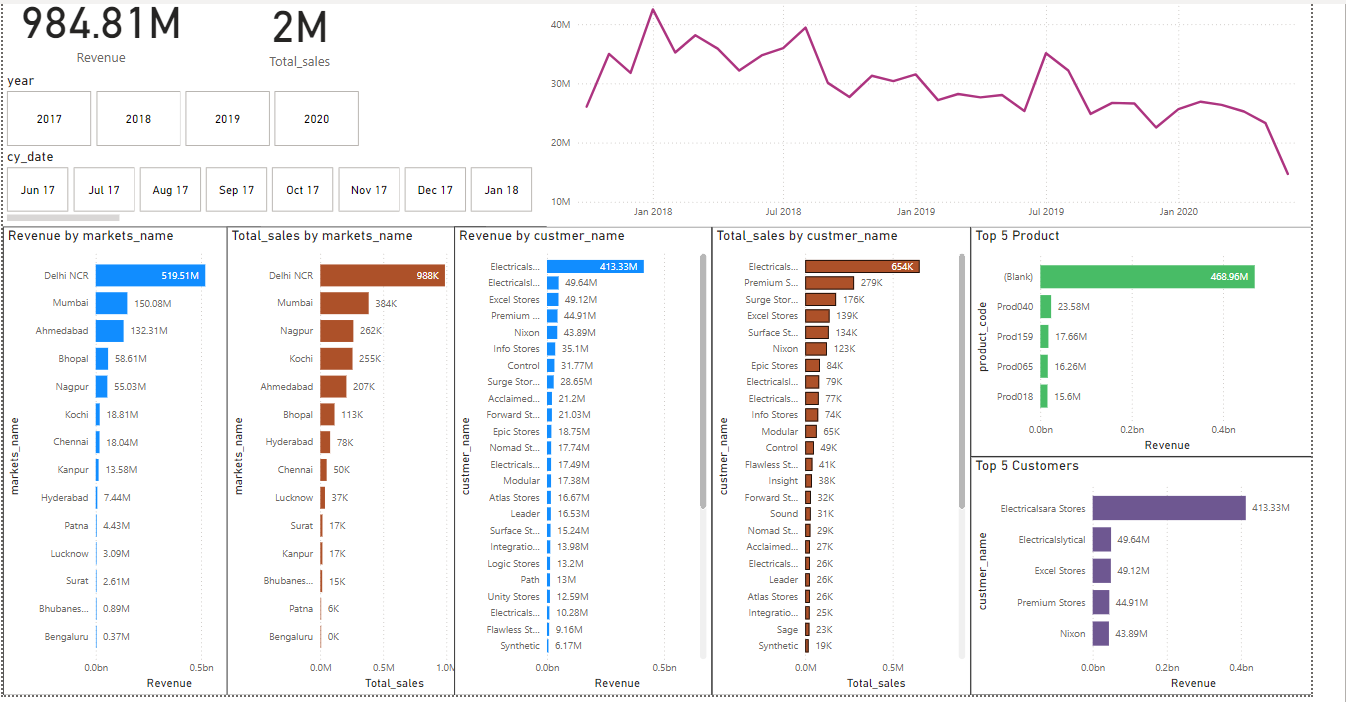 984.81M
Revenue
2M
Total_sales
year
2017
2018
2019
2020
cy_date
Jun 17
Jul 17
Aug 17
Sep 17
Oct 17
Nov 17
Dec 17
Jan 18
40M
30M
20M
10M
Jan 2018
Jul 2018
Jan 2019
Jul 2019
Jan 2020
Revenue by markets_name
markets_name
Delhi NCR 519.51M
Mumbai 150.08M
Ahmedabad 132.31M
Bhopal 58.61M
Nagpur 55.03M
Kochi 18.81M
Chennai 18.04M
Kanpur 13.58M
Hyderabad 7.44M
Patna 4.43M
Lucknow 3.09M
Surat 2.61M
Bhubanes... 0.89M
Bengaluru 0.37M
0.0bn 0.5bn
Revenue
Total_sales by markets_name
markets_name
Delhi NCR 988K
Mumbai 384K
Nagpur 262K
Kochi 255K
Ahmedabad 207K
Bhopal 113K
Hyderabad 78K
Chennai 50K
Lucknow 37K
Surat 17K
Kanpur 17K
Bhubanes... 15K
Patna 6K
Bengaluru 0K
0.0M 0.5M 1.0M
Total_sales
Revenue by custmer_name
custmer_name
Electricals... 413.33M
Electricalsl... 49.64M
Excel Stores 49.12M
Premium ... 44.91M
Nixon 43.89M
Info Stores 35.1M
Control 31.77M
Surge Stor... 28.65M
Acclaimed... 21.2M
Forward St... 21.03M
Epic Stores 18.75M
Nomad St... 17.74M
Electricals... 17.49M
Modular 17.38M
Atlas Stores 16.67M
Leader 16.53M
Surface St... 15.24M
Integratio... 13.98M
Logic Stores 13.2M
Path 13M
Unity Stores 12.59M
Electricals... 10.28M
Flawless St... 9.16M
Synthetic 6.17M
0.0bn 0.5bn
Revenue
Total_sales by custmer_name
custmer_name
Electricals... 654K
Premium S... 279K
Surge Stor... 176K
Excel Stores 139K
Surface St... 134K
Nixon 123K
Epic Stores 84K
Electricalsl... 79K
Electricals... 77K
Info Stores 74K
Modular 65K
Control 49K
Flawless St... 41K
Insight 38K
Forward St... 32K
Sound 31K
Nomad St... 29K
Acclaimed... 27K
Electricals... 26K
Leader 26K
Atlas Stores 26K
Integratio... 25K
Sage 23K
Synthetic 19K
0.0M 0.5M
Total_sales
Top 5 Product
product_code
(Blank) 468.96M
Prod040 23.58M
Prod159 17.66M
Prod065 16.26M
Prod018 15.6M
0.0bn 0.2bn 0.4bn
Revenue
Top 5 Customers
custmer_name
Electricalsara Stores 413.33M
Electricalslytical 49.64M
Excel Stores 49.12M
Premium Stores 44.91M
Nixon 43.89M
0.0bn 0.2bn 0.4bn
Revenue